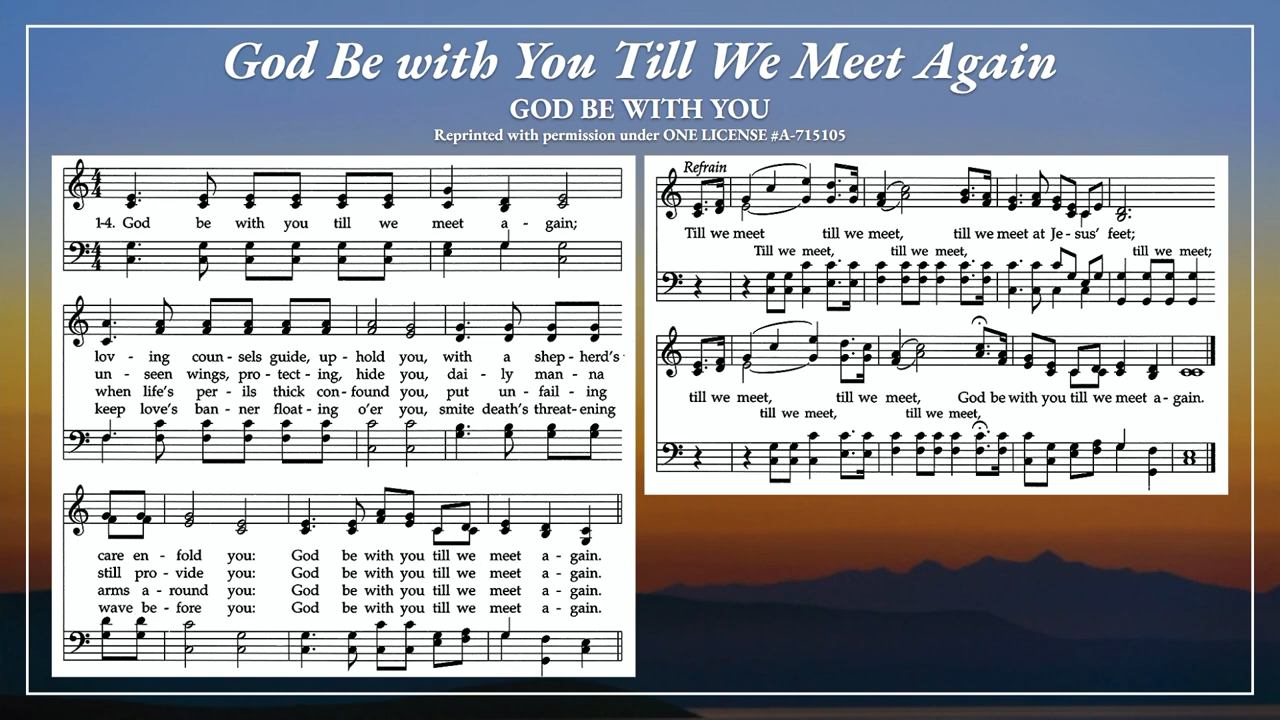 God Be with You Till We Meet Again
GOD BE WITH YOU
Reprinted with permission under ONE LICENSE #A-715105
1-4. God be with you till we meet a - gain;
lov - ing coun - sels guide, up - hold you, with a shep - herd's
un - seen wings, pro - tect - ing, hide you, dai - ly man - na
when life's per - ils thick con - found you, put un - fail - ing
keep love's ban - ner float - ing o'er you, smite death's threat-ening
care en - fold you: God be with you till we meet a - gain.
still pro - vide you: God be with you till we meet a - gain.
arms a - round you: God be with you till we meet a - gain.
wave be - fore you: God be with you till we meet a - gain.
Refrain
Till we meet till we meet, till we meet at Je - sus' feet;
Till we meet, till we meet, till we meet;
till we meet, till we meet, God be with you till we meet a - gain.
till we meet, till we meet,